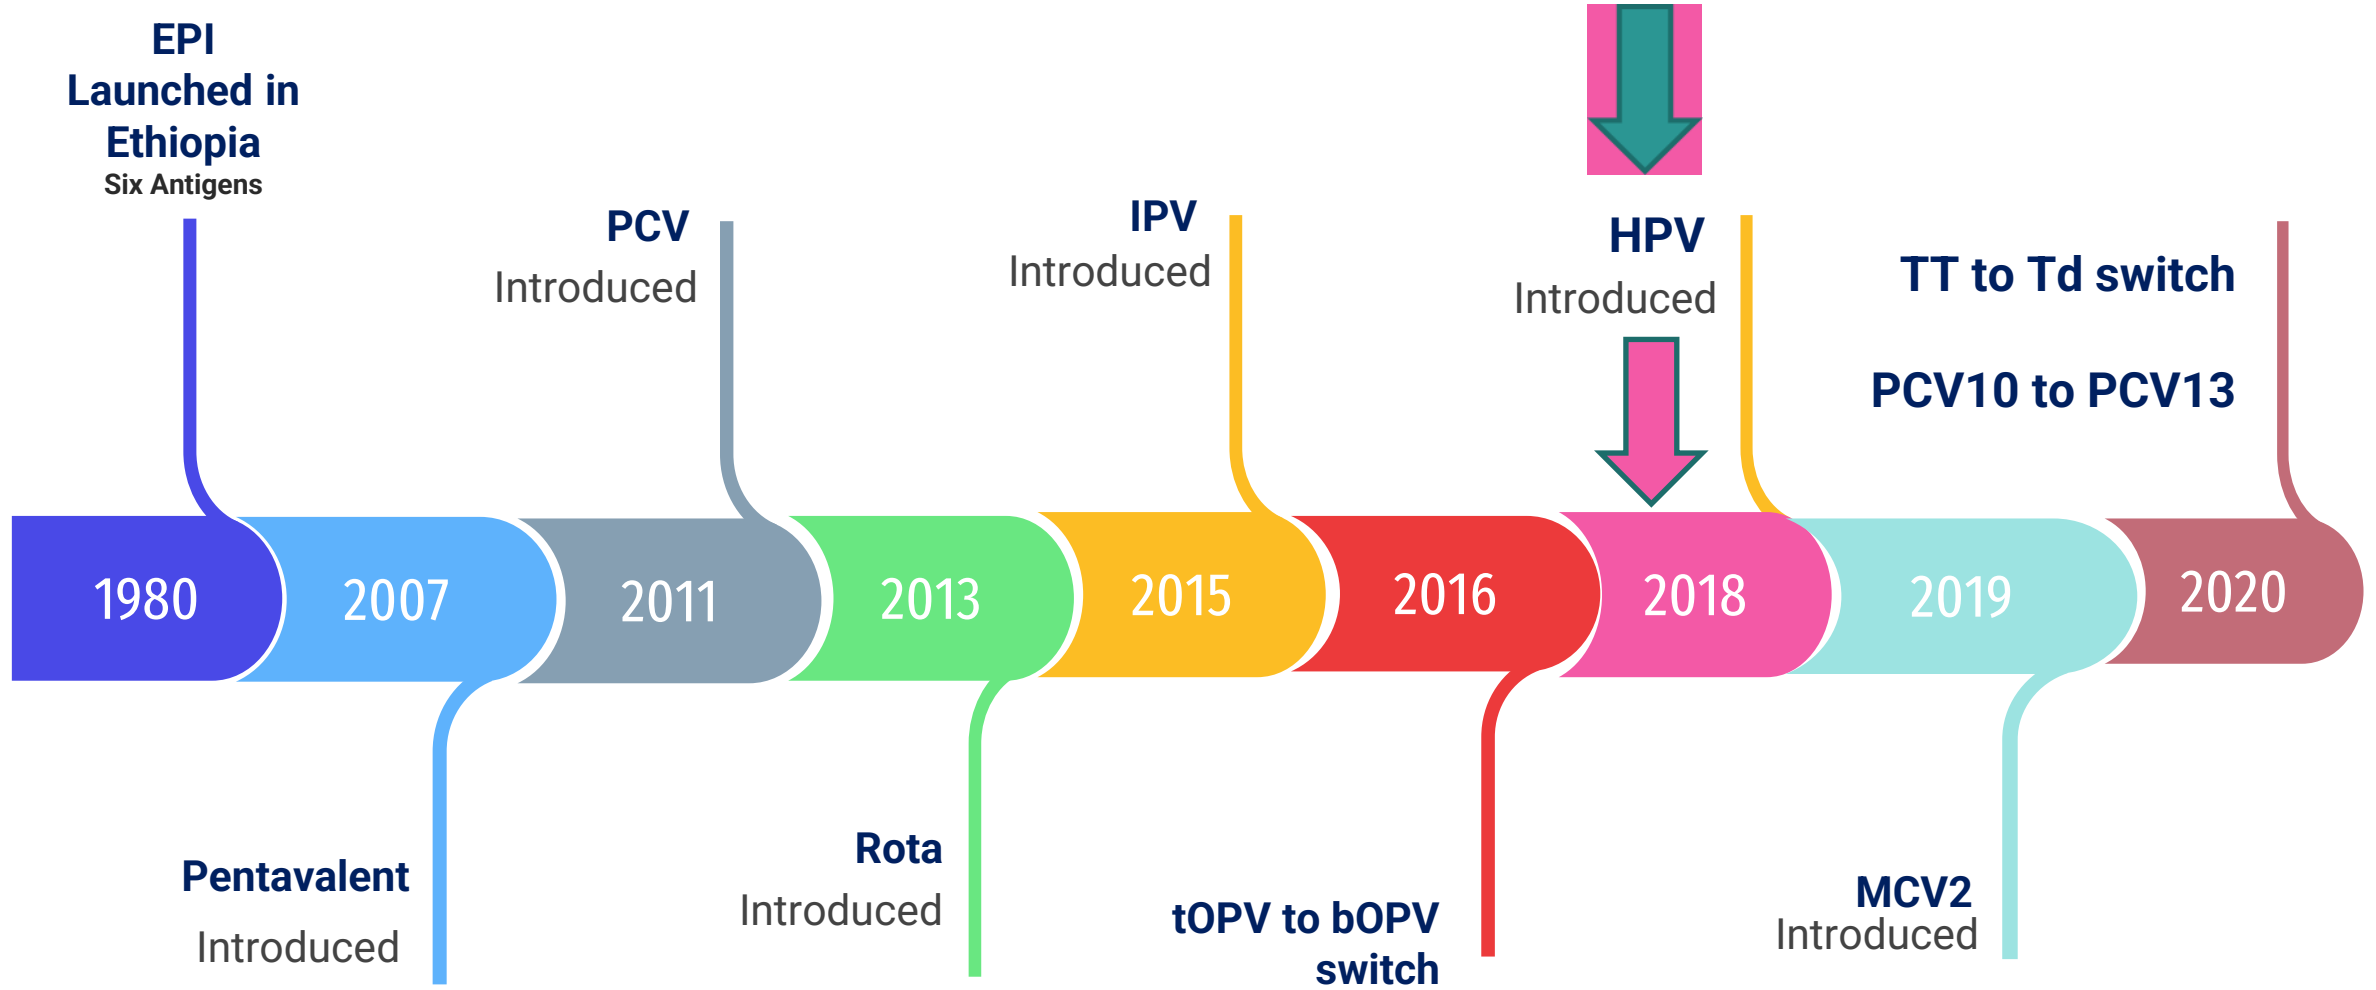 EPI
Launched in
Ethiopia
Six Antigens
PCV
Introduced
IPV
Introduced
HPV
Introduced
TT to Td switch
PCV10 to PCV13
1980
2007
2011
2013
2015
2016
2018
2019
2020
Pentavalent
Introduced
Rota
Introduced
tOPV to bOPV
switch
MCV2
Introduced